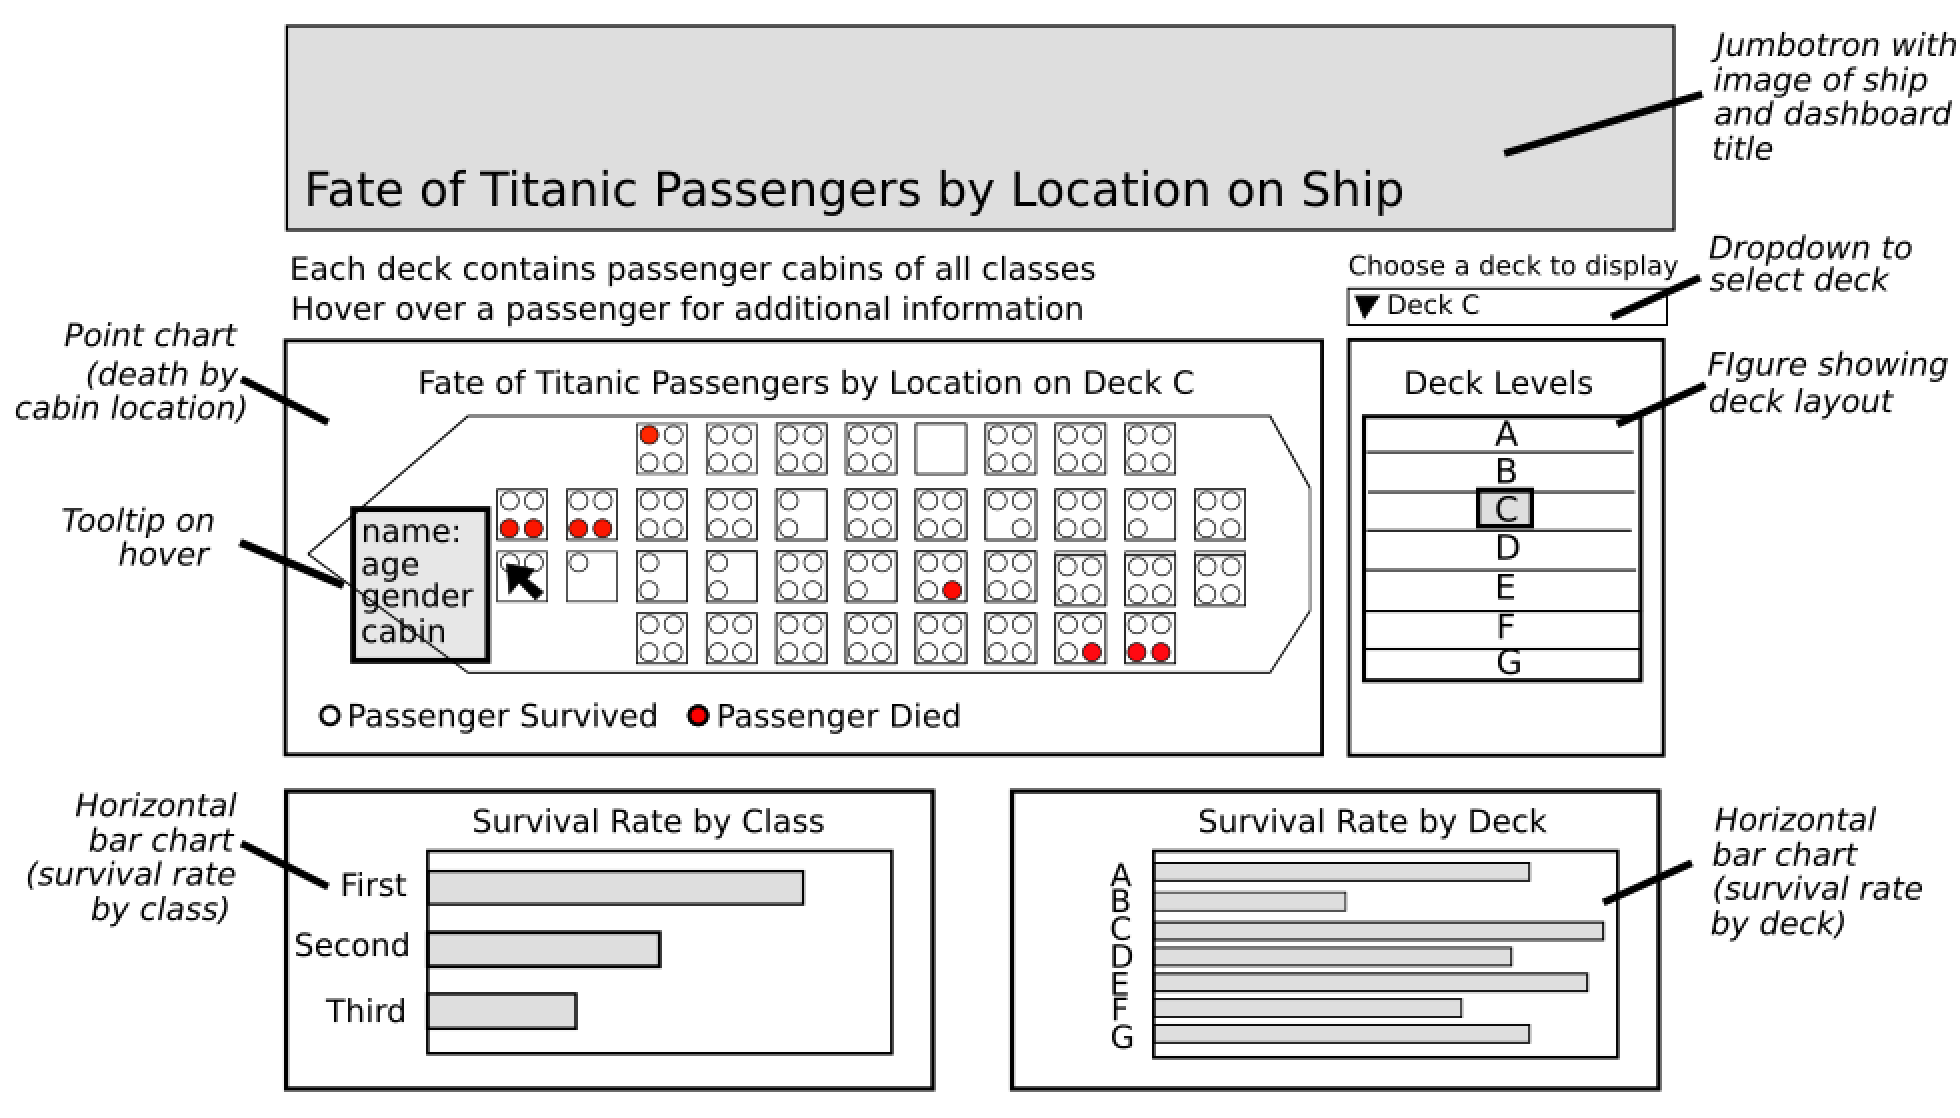 Jumbotron with
image of ship
and dashboard
title
Fate of Titanic Passengers by Location on Ship
Each deck contains passenger cabins of all classes
Hover over a passenger for additional information
Choose a deck to display
Deck C
Dropdown to
select deck
Point chart
(death by
cabin location)
Fate of Titanic Passengers by Location on Deck C
Deck Levels
FIgure showing
deck layout
A
B
C
D
E
F
G
Tooltip on
hover
name:
age
gender
cabin
Passenger Survived
Passenger Died
Horizontal
bar chart
(survival rate
by class)
Survival Rate by Class
First
Second
Third
Survival Rate by Deck
A
B
C
D
E
F
G
Horizontal
bar chart
(survival rate
by deck)